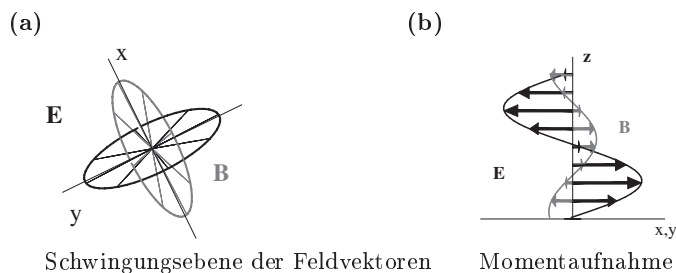 (a)
x
E
B
y
Schwingungsebene der Feldvektoren
(b)
z
B
E
x,y
Momentaufnahme